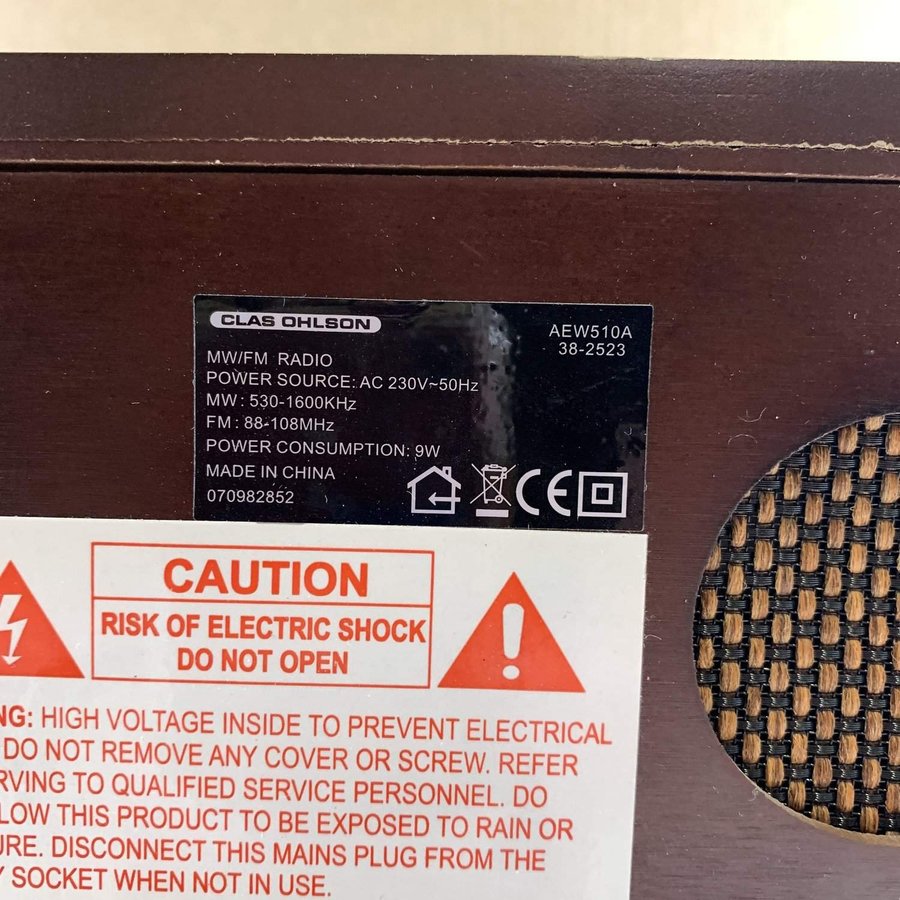 CLAS OHLSON
AEW510A
38-2523
MW/FM RADIO
POWER SOURCE: AC 230V~50Hz
MW : 530-1600KHz
FM : 88-108MHz
POWER CONSUMPTION: 9W
MADE IN CHINA
070982852
CE
CAUTION
RISK OF ELECTRIC SHOCK
DO NOT OPEN
NG: HIGH VOLTAGE INSIDE TO PREVENT ELECTRICAL
DO NOT REMOVE ANY COVER OR SCREW. REFER
RVING TO QUALIFIED SERVICE PERSONNEL. DO
LOW THIS PRODUCT TO BE EXPOSED TO RAIN OR
URE. DISCONNECT THIS MAINS PLUG FROM THE
Y SOCKET WHEN NOT IN USE.